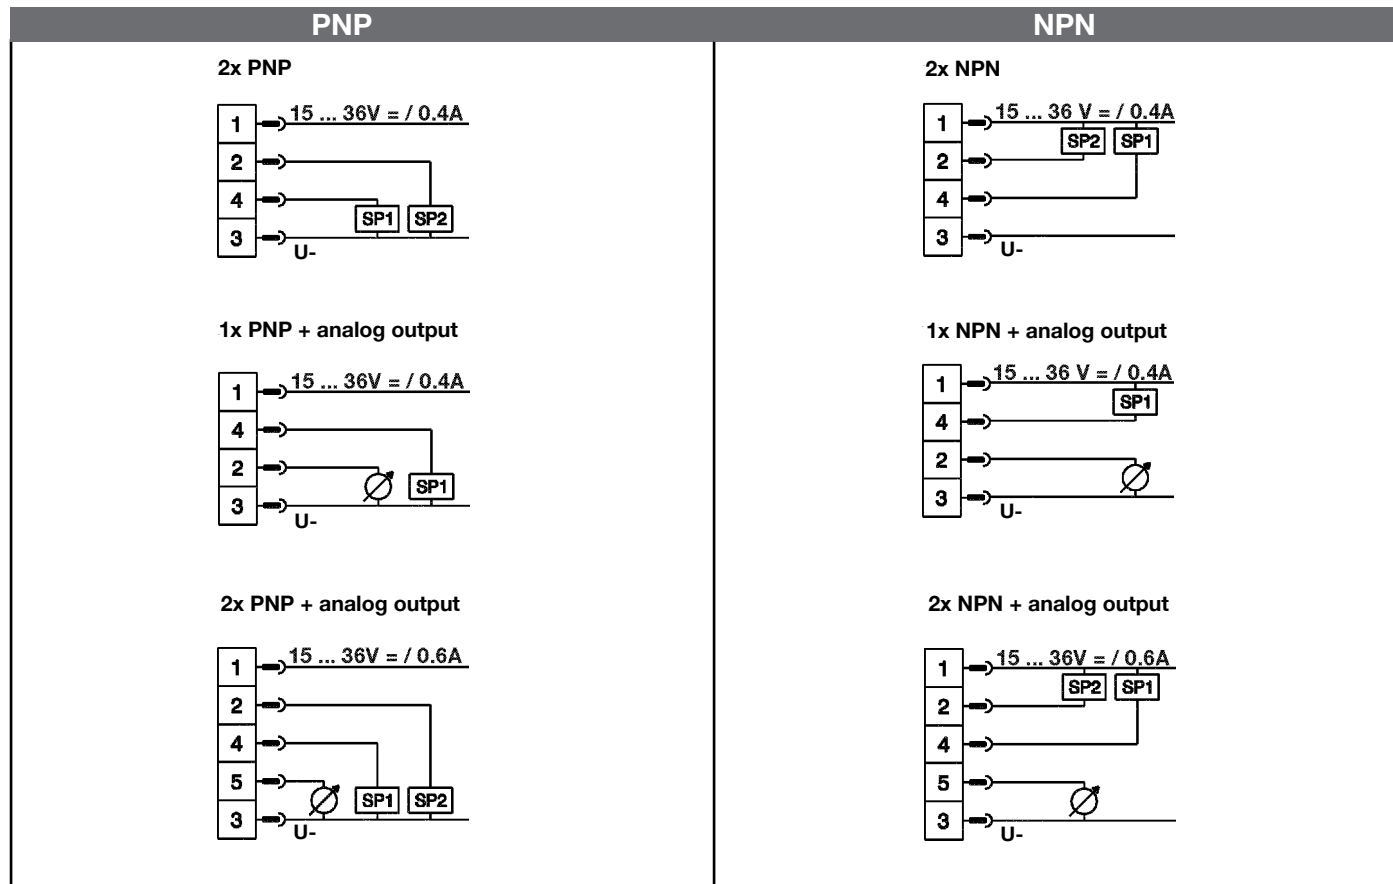 PNP
NPN
2x PNP
1
15 ... 36V = / 0.4A
2
4
SP1 SP2
3
U-
2x NPN
1
15 ... 36 V = / 0.4A
SP2 SP1
2
4
3
U-
1x PNP + analog output
1
15 ... 36V = / 0.4A
4
2
SP1
3
U-
1x NPN + analog output
1
15 ... 36 V = / 0.4A
SP1
4
2
3
U-
2x PNP + analog output
1
15 ... 36V = / 0.6A
2
4
5
SP1 SP2
3
U-
2x NPN + analog output
1
15 ... 36V = / 0.6A
SP2 SP1
2
4
5
3
U-